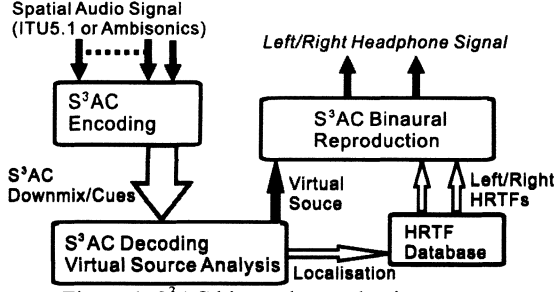 Spatial Audio Signal
(ITU5.1 or Ambisonics)
Left/Right Headphone Signal
S³AC
Encoding
S³AC Binaural
Reproduction
S³AC
Downmix/Cues
Virtual
Souce
Left/Right
HRTFs
S³AC Decoding
Virtual Source Analysis
Localisation
HRTF
Database